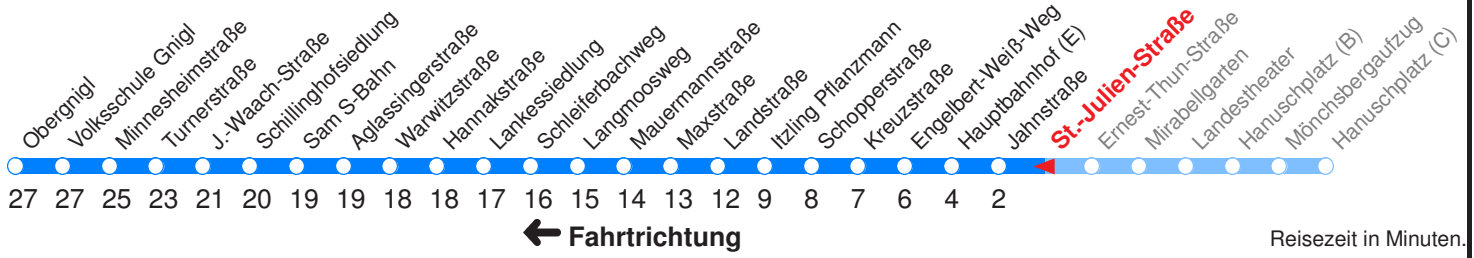 Obergnigl
Volksschule Gnigl
Minnesheimstraße
Turnerstraße
J.-Waach-Straße
Schillinghofsiedlung
Sam S-Bahn
Aglassingerstraße
Warwitzstraße
Hannakstraße
Lankessiedlung
Schleiferbachweg
Langmoosweg
Mauermannstraße
Maxstraße
Landstraße
Itzling Pflanzmann
Schopperstraße
Kreuzstraße
Engelbert-Weiß-Weg
Hauptbahnhof (E)
Jahnstraße
St.-Julien-Straße
Ernest-Thun-Straße
Mirabellgarten
Landestheater
Hanuschplatz (B)
Mönchsbergaufzug
Hanuschplatz (C)
27 27 25 23 21 20 19 19 18 18 17 16 15 14 13 12 9 8 7 6 4 2
Fahrtrichtung
Reisezeit in Minuten.